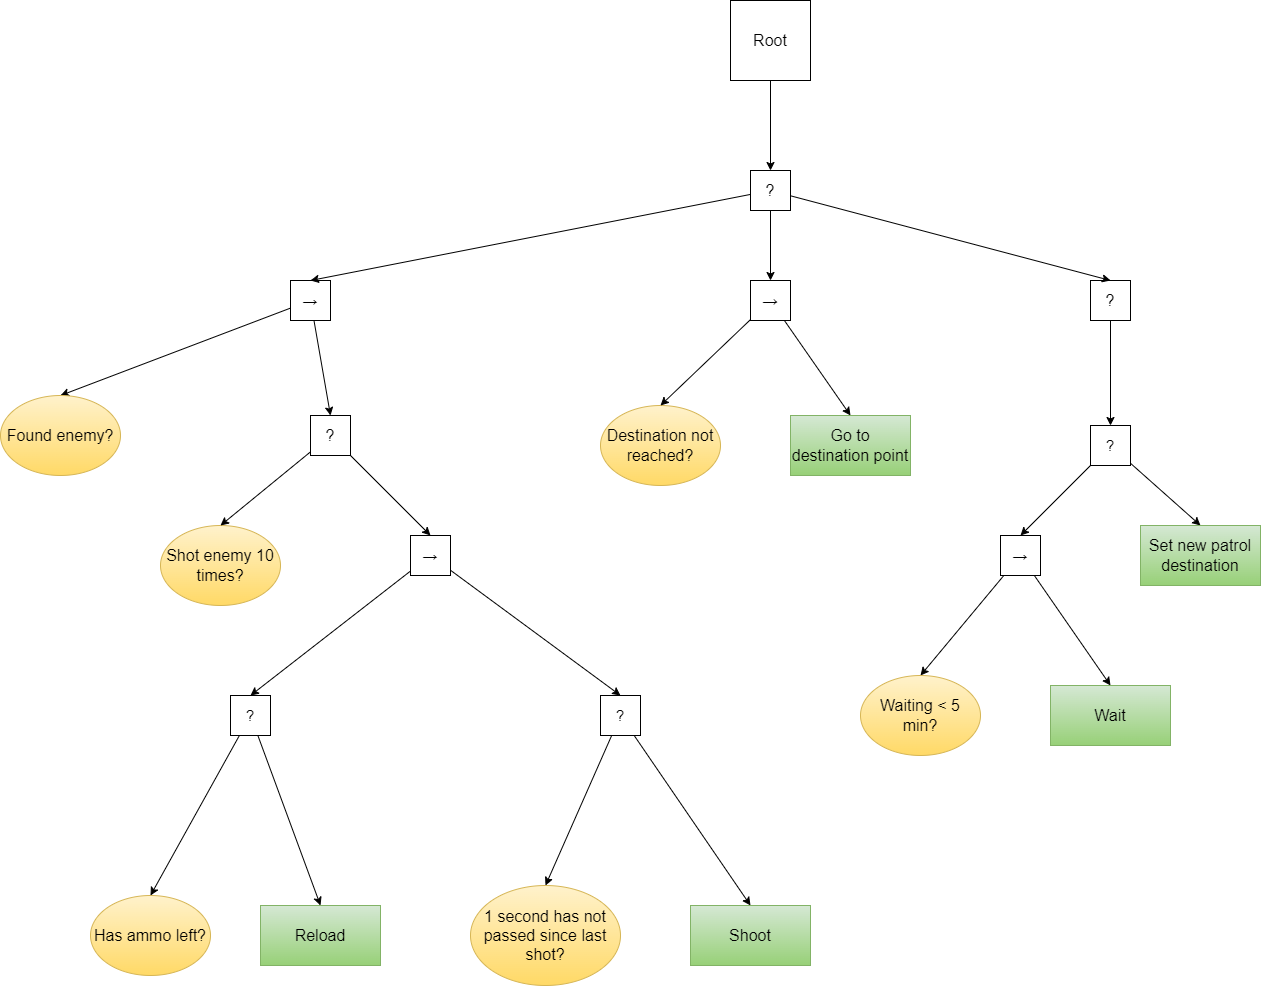 Root
?
→
→
?
Found enemy?
?
Destination not
reached?
Go to
destination point
?
Shot enemy 10
times?
→
→
Set new patrol
destination
?
?
Waiting < 5
min?
Wait
Has ammo left?
Reload
1 second has not
passed since last
shot?
Shoot